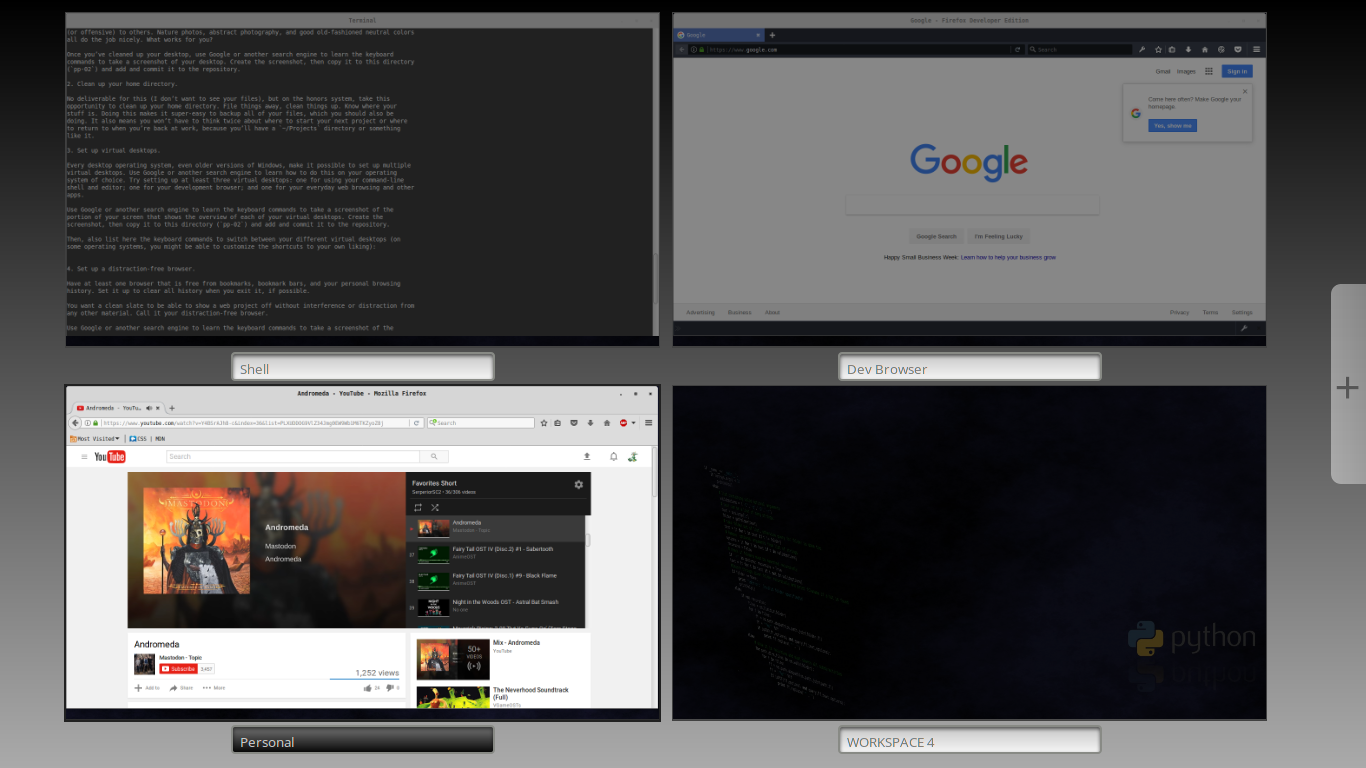 Terminal
(or offensive) to others. Nature photos, abstract photography, and good old-fashioned neutral colors
all do the job nicely. What works for you?
Once you've cleaned up your desktop, use Google or another search engine to learn the keyboard
commands to take a screenshot of your desktop. Create the screenshot, then copy it to this directory
(`pp-02`) and add and commit it to the repository.
2. Clean up your home directory.
No deliverable for this (I don't want to see your files), but on the honors system, take this
opportunity to clean up your home directory. File things away, clean things up. Know where your
stuff is. Doing this makes it super-easy to backup all of your files, which you should also be
doing. It also means you won't have to think twice about where to start your next project or where
to return to when you're back at work, because you'll have a `~/Projects` directory or something
like it.
3. Set up virtual desktops.
Every desktop operating system, even older versions of Windows, make it possible to set up multiple
virtual desktops. Use Google or another search engine to learn how to do this on your operating
system of choice. Try setting up at least three virtual desktops: one for using your command-line
shell and editor; one for your development browser; and one for your everyday web browsing and other
apps.
Use Google or another search engine to learn the keyboard commands to take a screenshot of the
portion of your screen that shows the overview of each of your virtual desktops. Create the
screenshot, then copy it to this directory (`pp-02`) and add and commit it to the repository.
Then, also list here the keyboard commands to switch between your different virtual desktops (on
some operating systems, you might be able to customize the shortcuts to your own liking):
4. Set up a distraction-free browser.
Have at least one browser that is free from bookmarks, bookmark bars, and your personal browsing
history. Set it up to clear all history when you exit it, if possible.
You want a clean slate to be able to show a web project off without interference or distraction from
any other material. Call it your distraction-free browser.
Use Google or another search engine to learn the keyboard commands to take a screenshot of the
Shell
Google - Firefox Developer Edition
Google
https://www.google.com
Search
Gmail Images
Sign in
Come here often? Make Google your
homepage.
Yes, show me
Google
Google Search I'm Feeling Lucky
Happy Small Business Week: Learn how to help your business grow
Advertising Business About Privacy Terms Settings
Dev Browser
Andromeda - YouTube - Mozilla Firefox
Andromeda - YouTu..
Search
Most Visited CSS | MDN
YouTube
Search
MASTODON
Andromeda
Mastodon
Andromeda
Favorites Short
Andromeda
Mastodon - Topic
Fairy Tail OST IV (Disc.2) #1 - Sabertooth
37
Fairy Tail OST IV (Disc.1) #9 - Black Flame
38
Night in the Woods OST - Astral Bat Smash
39
Andromeda
Mastodon - Topic
Subscribe 3,457
1,252 views
Add to Share More 24 0
50+
VIDEOS
Mix - Andromeda
YouTube
The Neverhood Soundtrack
(Full)
Personal
python
WORKSPACE 4